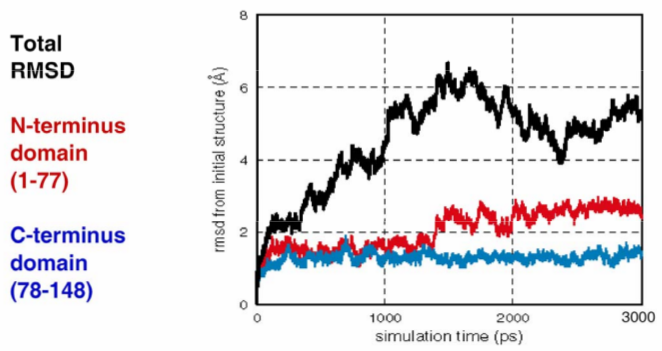 Total
RMSD
N-terminus
domain
(1-77)
C-terminus
domain
(78-148)
rmsd from initial structure (Å)
8
6
4
2
0
0 1000 2000 3000
simulation time (ps)